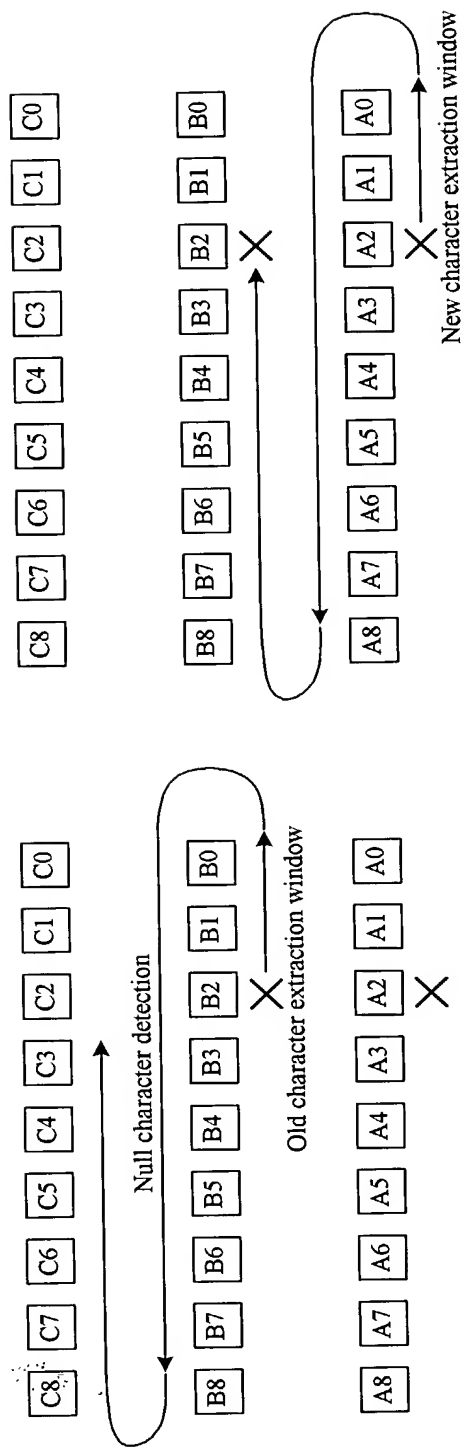 C8 C7 C6 C5 C4 C3 C2 C1 C0
Null character detection
B8 B7 B6 B5 B4 B3 B2 B1 B0
Old character extraction window
A8 A7 A6 A5 A4 A3 A2 A1 A0
C8 C7 C6 C5 C4 C3 C2 C1 C0
B8 B7 B6 B5 B4 B3 B2 B1 B0
A8 A7 A6 A5 A4 A3 A2 A1 A0
New character extraction window